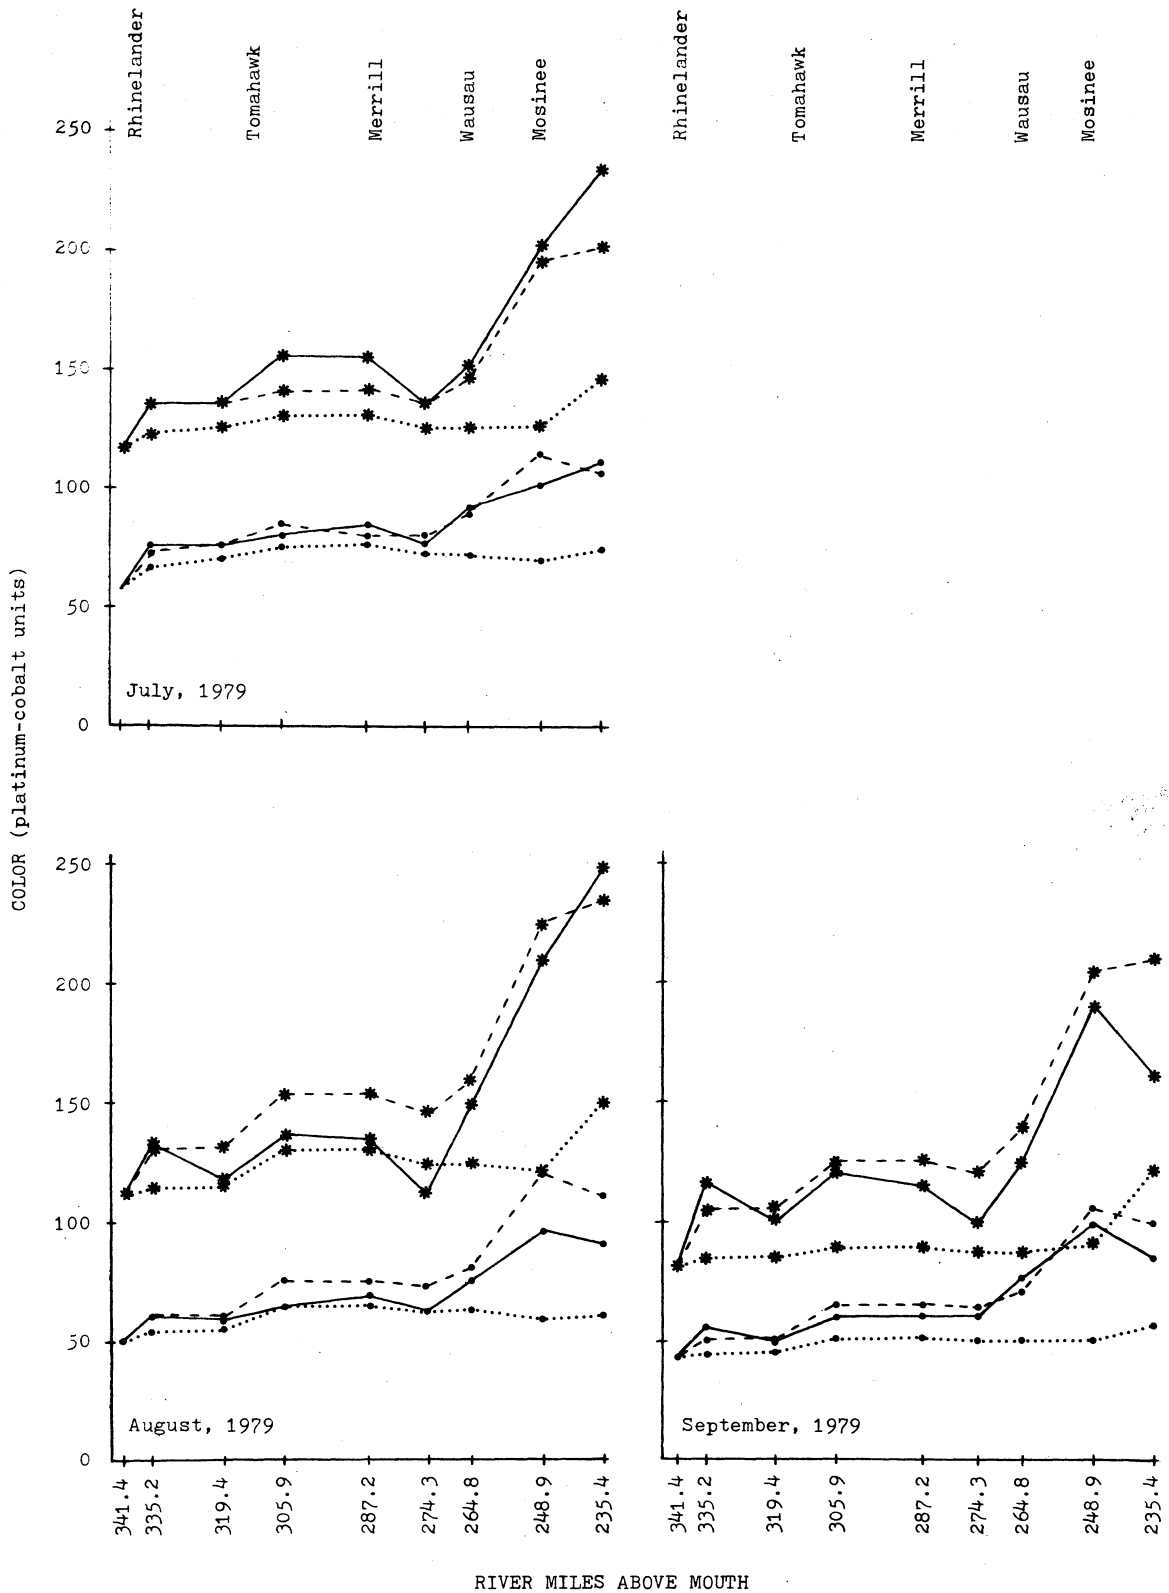 Rhinelander
Tomahawk
Merrill
Wausau
Mosinee
Rhinelander
Tomahawk
Merrill
Wausau
Mosinee
COLOR (platinum-cobalt units)
250
200
150
100
50
0
July, 1979
250
200
150
100
50
0
August, 1979
September, 1979
341.4
335.2
319.4
305.9
287.2
274.3
264.8
248.9
235.4
341.4
335.2
319.4
305.9
287.2
274.3
264.8
248.9
235.4
RIVER MILES ABOVE MOUTH